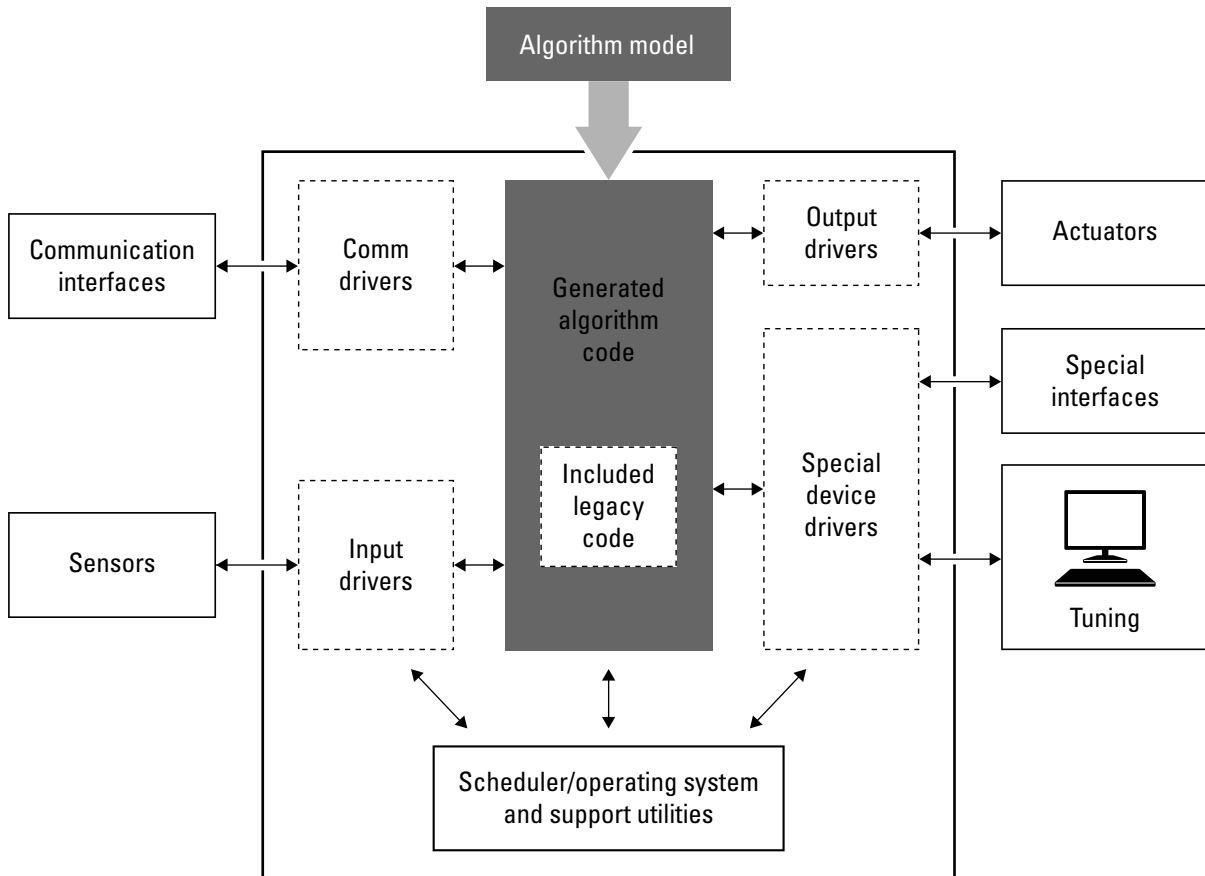 Algorithm model
Communication
interfaces
Comm
drivers
Generated
algorithm
code
Output
drivers
Actuators
Special
interfaces
Sensors
Input
drivers
Included
legacy
code
Special
device
drivers
Tuning
Scheduler/operating system
and support utilities